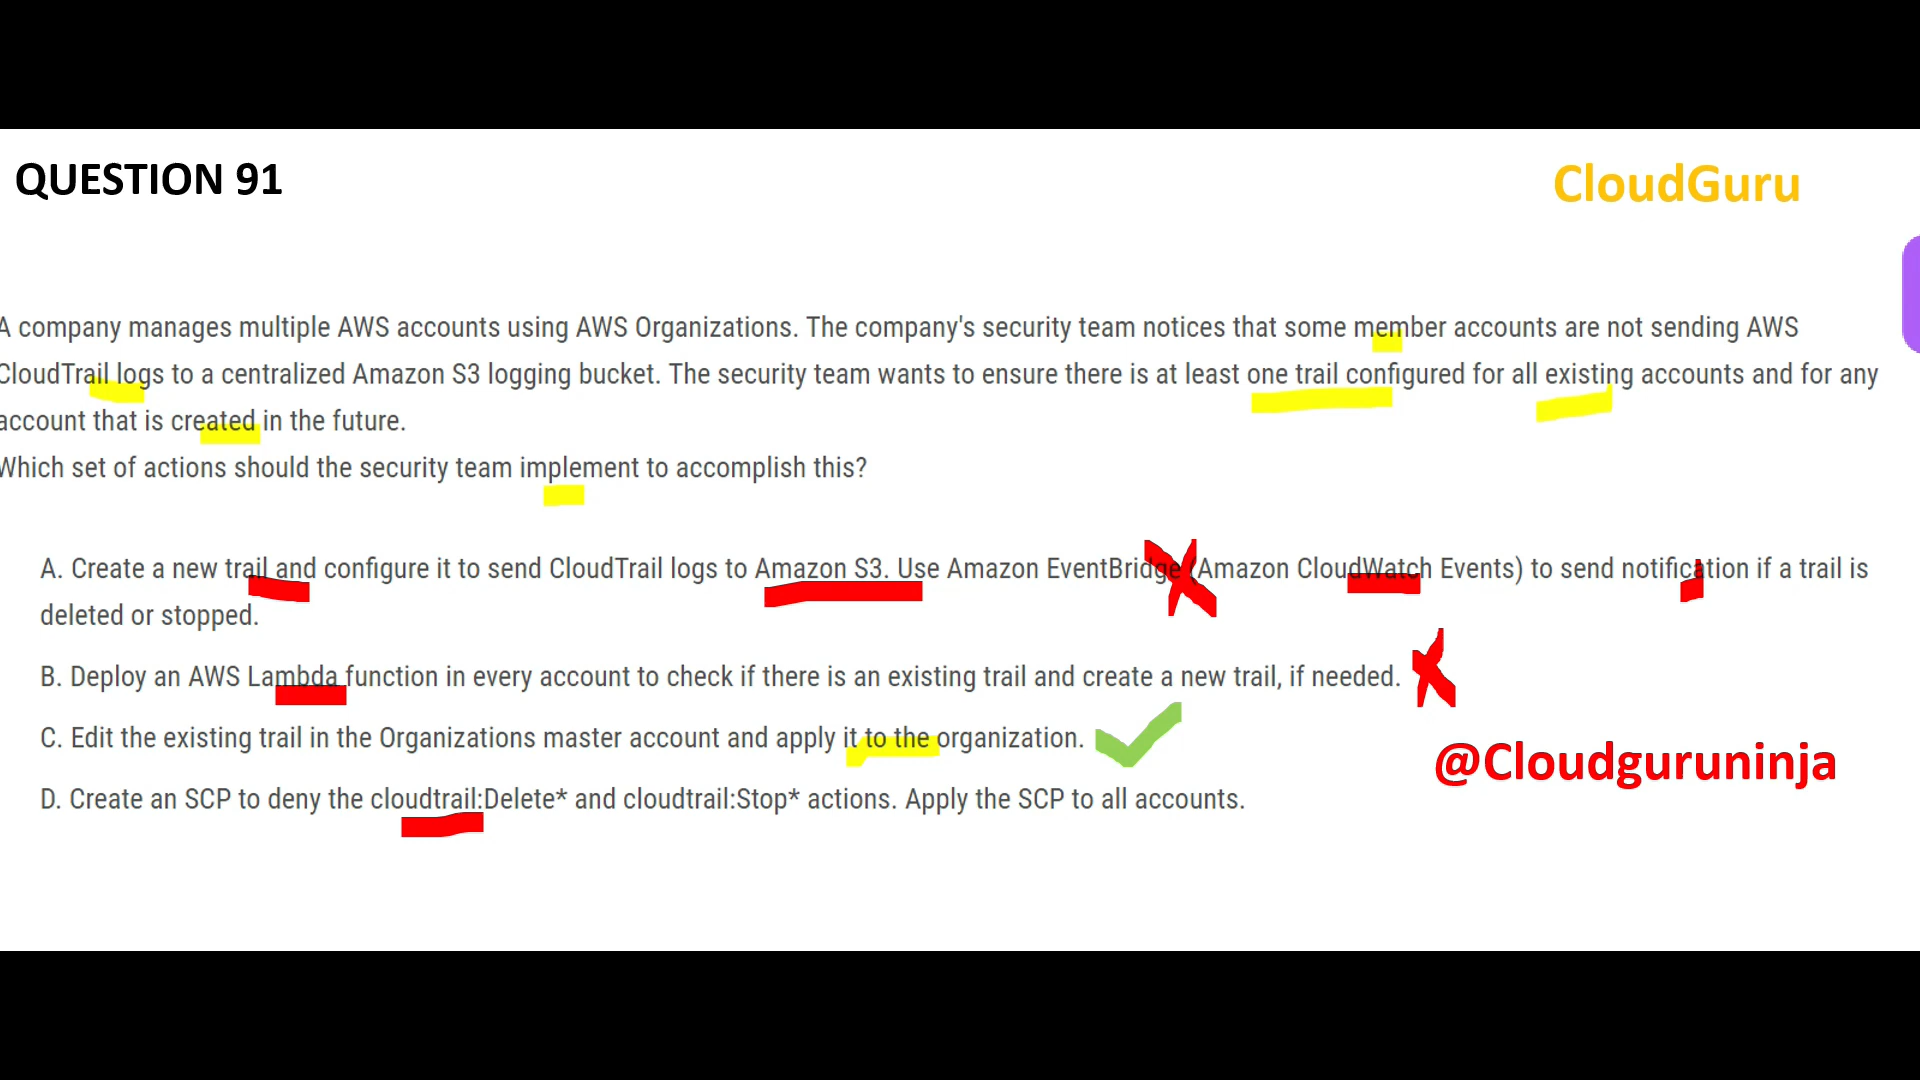 QUESTION 91
CloudGuru
A company manages multiple AWS accounts using AWS Organizations. The company's security team notices that some member accounts are not sending AWS
CloudTrail logs to a centralized Amazon S3 logging bucket. The security team wants to ensure there is at least one trail configured for all existing accounts and for any
account that is created in the future.
Which set of actions should the security team implement to accomplish this?
A. Create a new trail and configure it to send CloudTrail logs to Amazon S3. Use Amazon EventBridge (Amazon CloudWatch Events) to send notification if a trail is
deleted or stopped.
B. Deploy an AWS Lambda function in every account to check if there is an existing trail and create a new trail, if needed.
C. Edit the existing trail in the Organizations master account and apply it to the organization.
@Cloudguruninja
D. Create an SCP to deny the cloudtrail:Delete* and cloudtrail:Stop* actions. Apply the SCP to all accounts.